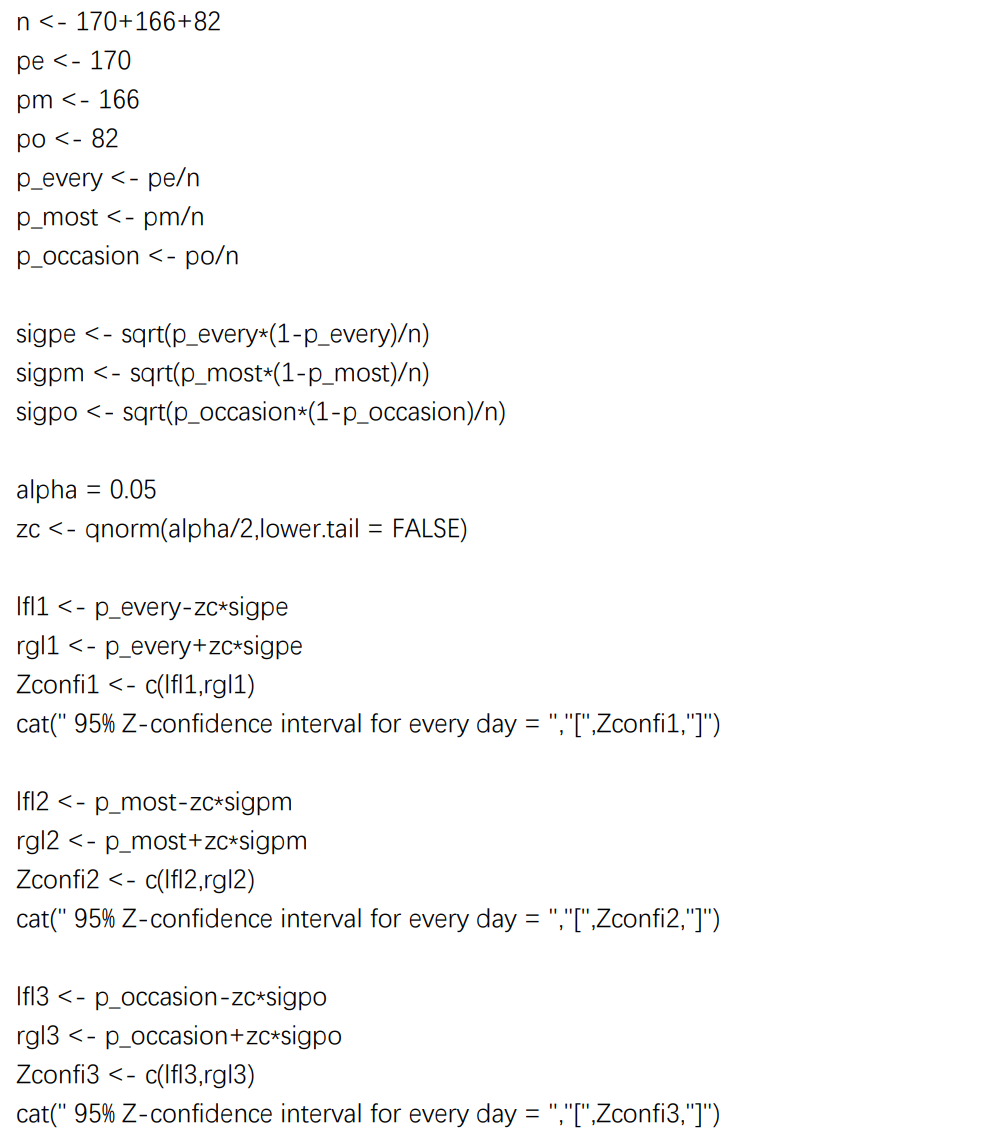 n <- 170+166+82
pe <- 170
pm <- 166
po <- 82
p_every <- pe/n
p_most <- pm/n
p_occasion <- po/n
sigpe <- sqrt(p_every*(1-p_every)/n)
sigpm <- sqrt(p_most*(1-p_most)/n)
sigpo <- sqrt(p_occasion*(1-p_occasion)/n)
alpha = 0.05
zc <- qnorm(alpha/2,lower.tail = FALSE)
lfl1 <- p_every-zc*sigpe
rgl1 <- p_every+zc*sigpe
Zconfi1 <- c(lfl1,rgl1)
cat(" 95% Z-confidence interval for every day = ","[",Zconfi1,"]")
lfl2 <- p_most-zc*sigpm
rgl2 <- p_most+zc*sigpm
Zconfi2 <- c(lfl2,rgl2)
cat(" 95% Z-confidence interval for every day = ","[",Zconfi2,"]")
lfl3 <- p_occasion-zc*sigpo
rgl3 <- p_occasion+zc*sigpo
Zconfi3 <- c(lfl3,rgl3)
cat(" 95% Z-confidence interval for every day = ","[",Zconfi3,"]")